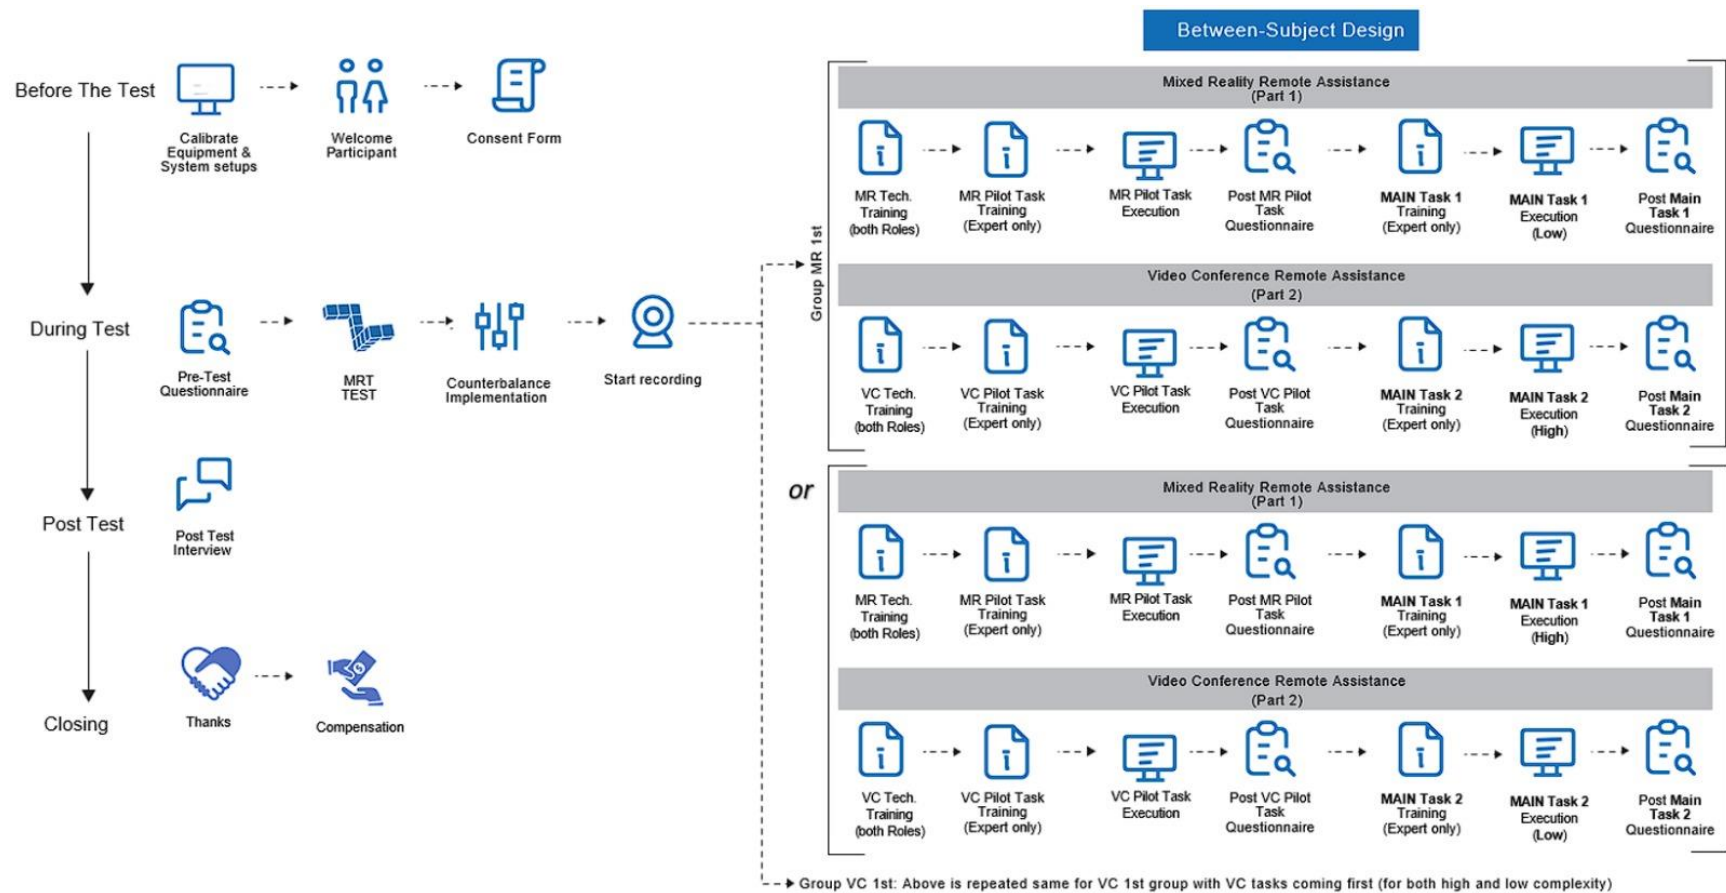 Between-Subject Design
Before The Test
Calibrate
Equipment &
System setups
Welcome
Participant
Consent Form
During Test
Pre-Test
Questionnaire
MRT
TEST
Counterbalance
Implementation
Start recording
Post Test
Post Test
Interview
Closing
Thanks
Compensation
Group MR 1st
Mixed Reality Remote Assistance
(Part 1)
MR Tech.
Training
(both Roles)
MR Pilot Task
Training
(Expert only)
MR Pilot Task
Execution
Post MR Pilot
Task
Questionnaire
MAIN Task 1
Training
(Expert only)
MAIN Task 1
Execution
(Low)
Post Main
Task 1
Questionnaire
Video Conference Remote Assistance
(Part 2)
VC Tech.
Training
(both Roles)
VC Pilot Task
Training
(Expert only)
VC Pilot Task
Execution
Post VC Pilot
Task
Questionnaire
MAIN Task 2
Training
(Expert only)
MAIN Task 2
Execution
(High)
Post Main
Task 2
Questionnaire
or
Mixed Reality Remote Assistance
(Part 1)
MR Tech.
Training
(both Roles)
MR Pilot Task
Training
(Expert only)
MR Pilot Task
Execution
Post MR Pilot
Task
Questionnaire
MAIN Task 1
Training
(Expert only)
MAIN Task 1
Execution
(High)
Post Main
Task 1
Questionnaire
Video Conference Remote Assistance
(Part 2)
VC Tech.
Training
(both Roles)
VC Pilot Task
Training
(Expert only)
VC Pilot Task
Execution
Post VC Pilot
Task
Questionnaire
MAIN Task 2
Training
(Expert only)
MAIN Task 2
Execution
(Low)
Post Main
Task 2
Questionnaire
Group VC 1st: Above is repeated same for VC 1st group with VC tasks coming first (for both high and low complexity)